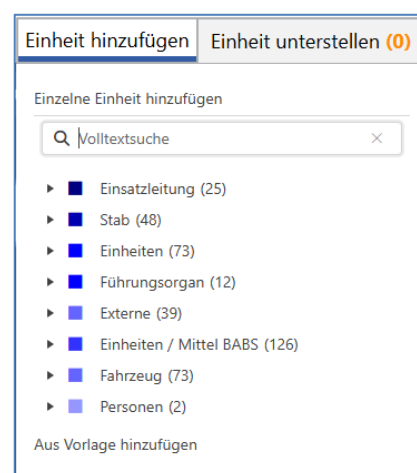 Einheit hinzufügen Einheit unterstellen (0)
Einzelne Einheit hinzufügen
Volltextsuche
Einsatzleitung (25)
Stab (48)
Einheiten (73)
Führungsorgan (12)
Externe (39)
Einheiten / Mittel BABS (126)
Fahrzeug (73)
Personen (2)
Aus Vorlage hinzufügen